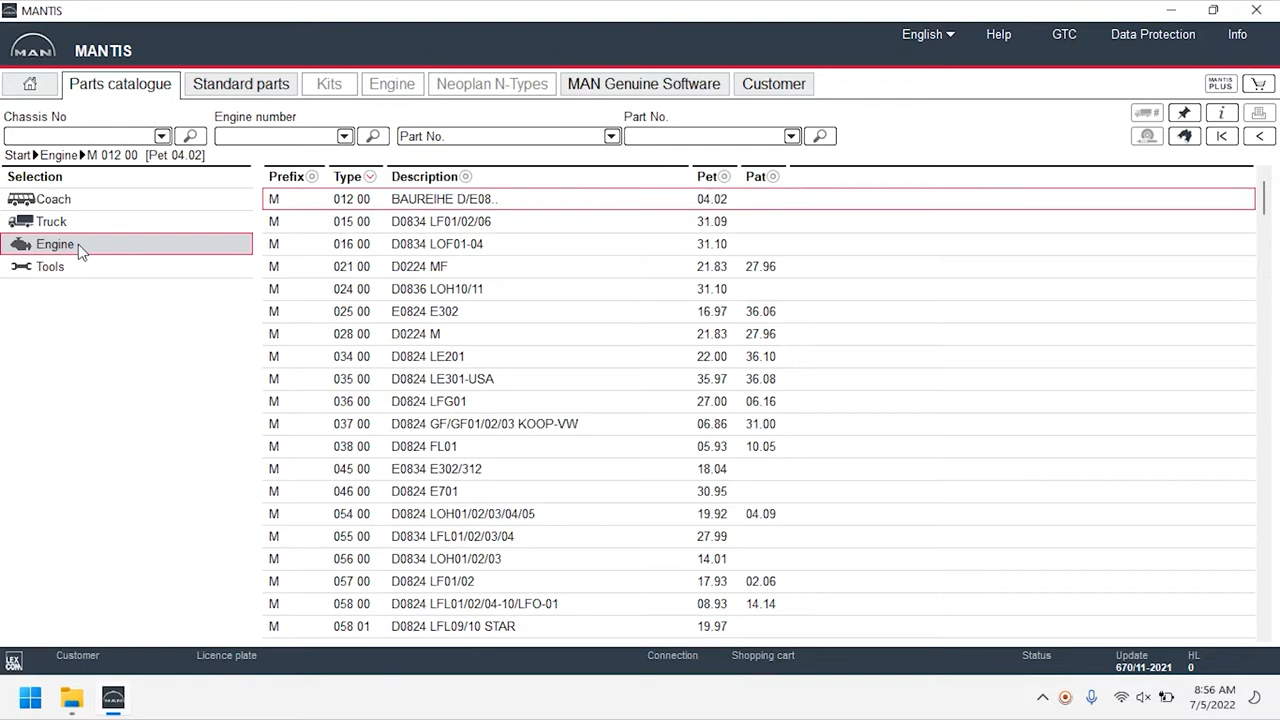 MANTIS
MAN MANTIS English Help GTC Data Protection Info
Parts catalogue Standard parts Kits Engine Neoplan N-Types MAN Genuine Software Customer MANTIS PLUS
Chassis No Engine number Part No.
Part No.
Start Engine M 012 00 [Pet 04.02]
Selection Prefix Type Description Pet Pat
Coach M 012 00 BAUREIHE D/E08.. 04.02
Truck M 015 00 D0834 LF01/02/06 31.09
Engine M 016 00 D0834 LOF01-04 31.10
Tools M 021 00 D0224 MF 21.83 27.96
M 024 00 D0836 LOH10/11 31.10
M 025 00 E0824 E302 16.97 36.06
M 028 00 D0224 M 21.83 27.96
M 034 00 D0824 LE201 22.00 36.10
M 035 00 D0824 LE301-USA 35.97 36.08
M 036 00 D0824 LFG01 27.00 06.16
M 037 00 D0824 GF/GF01/02/03 KOOP-VW 06.86 31.00
M 038 00 D0824 FL01 05.93 10.05
M 045 00 E0834 E302/312 18.04
M 046 00 D0824 E701 30.95
M 054 00 D0824 LOH01/02/03/04/05 19.92 04.09
M 055 00 D0834 LFL01/02/03/04 27.99
M 056 00 D0834 LOH01/02/03 14.01
M 057 00 D0824 LF01/02 17.93 02.06
M 058 00 D0824 LFL01/02/04-10/LFO-01 08.93 14.14
M 058 01 D0824 LFL09/10 STAR 19.97
LEX COM Customer Licence plate Connection Shopping cart Status Update HL
670/11-2021 0
8:56 AM
7/5/2022